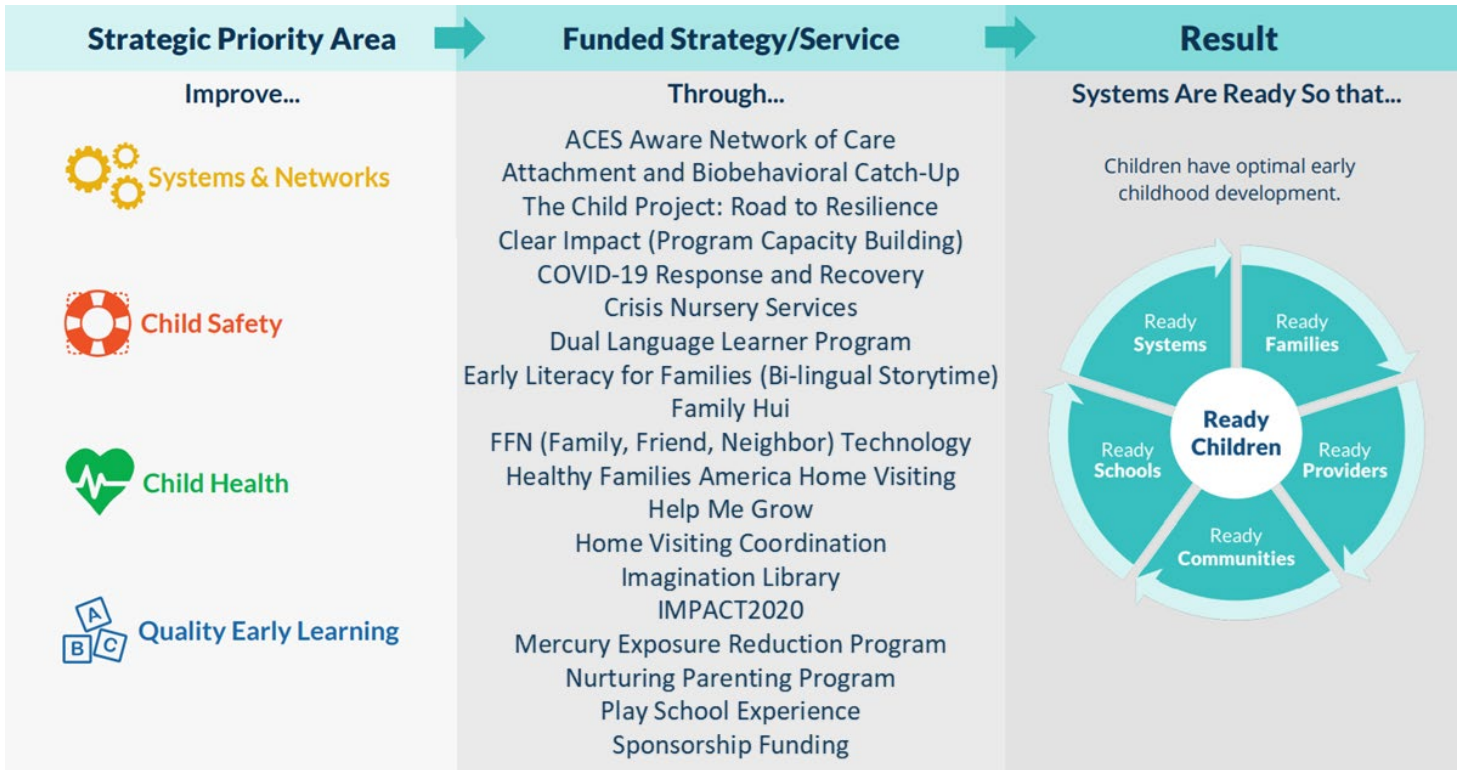 Strategic Priority Area
Funded Strategy/Service
Result
Improve...
Systems & Networks
Child Safety
Child Health
A
B
C
Quality Early Learning
Through...
ACES Aware Network of Care
Attachment and Biobehavioral Catch-Up
The Child Project: Road to Resilience
Clear Impact (Program Capacity Building)
COVID-19 Response and Recovery
Crisis Nursery Services
Dual Language Learner Program
Early Literacy for Families (Bi-lingual Storytime)
Family Hui
FFN (Family, Friend, Neighbor) Technology
Healthy Families America Home Visiting
Help Me Grow
Home Visiting Coordination
Imagination Library
IMPACT2020
Mercury Exposure Reduction Program
Nurturing Parenting Program
Play School Experience
Sponsorship Funding
Systems Are Ready So that...
Children have optimal early
childhood development.
Ready
Systems
Ready
Families
Ready
Children
Ready
Schools
Ready
Providers
Ready
Communities